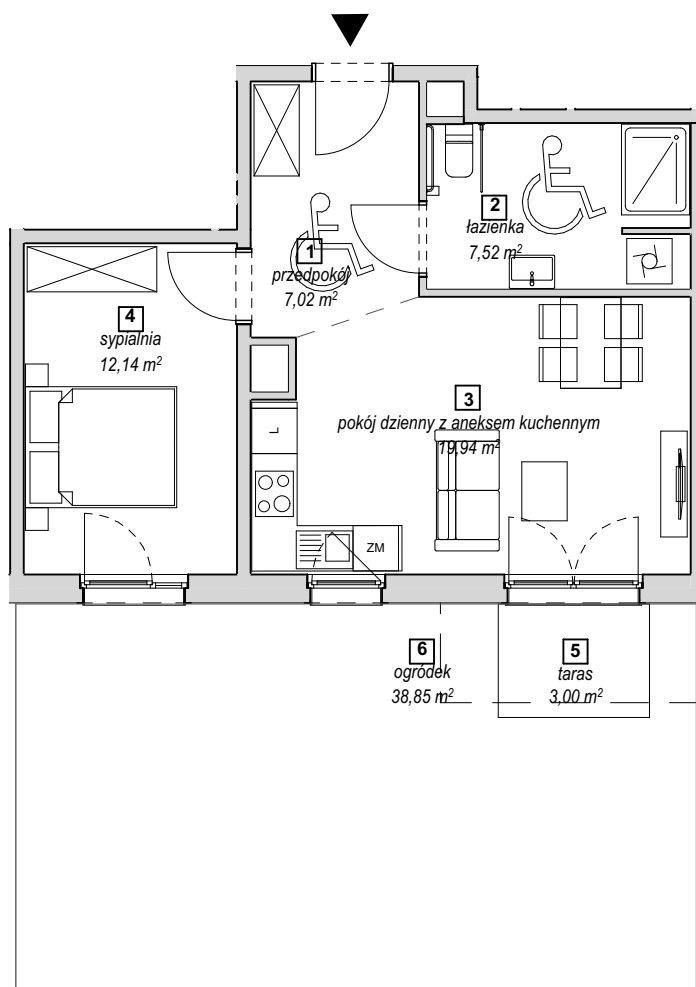 2
łazienka
7,52 m²
1
przedpokój
7,02 m²
4
sypialnia
12,14 m²
3
pokój dzienny z aneksem kuchennym
19,94 m²
L
ZM
6
ogródek
38,85 m²
5
taras
3,00 m²